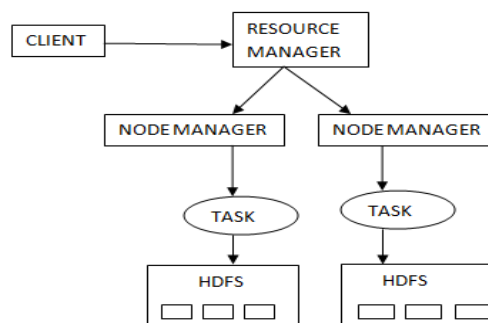 CLIENT
RESOURCE
MANAGER
NODE MANAGER
NODE MANAGER
TASK
TASK
HDFS
HDFS